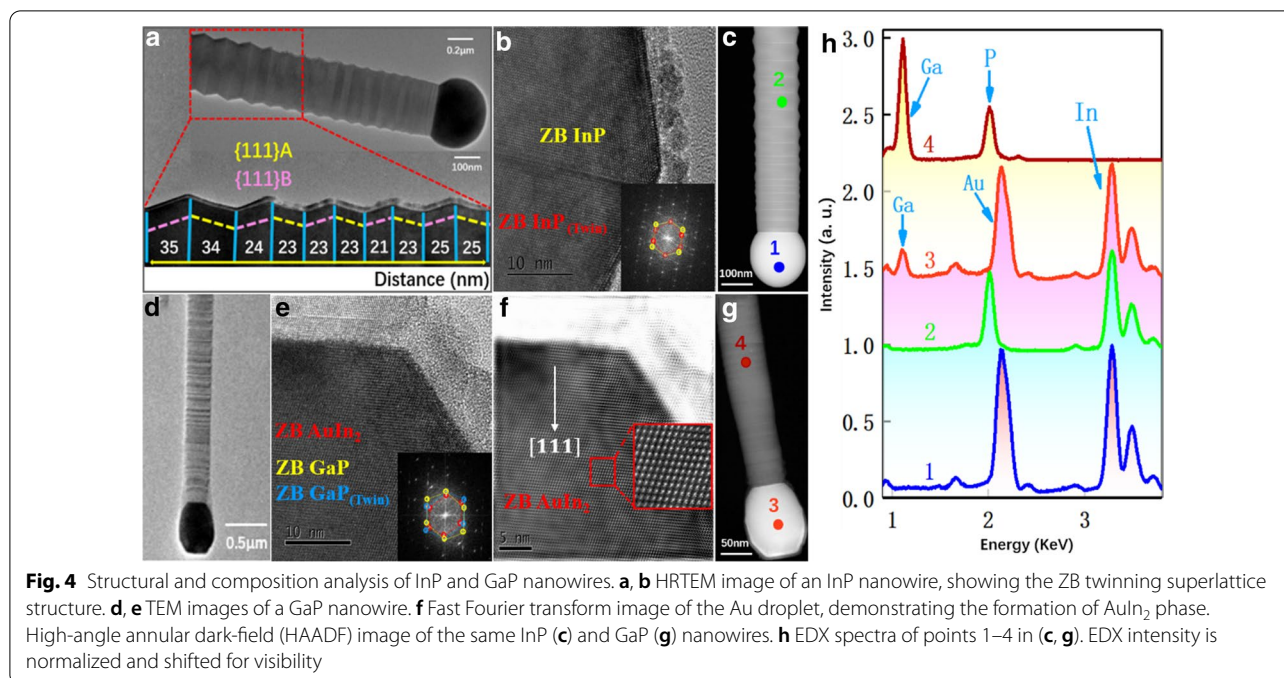 a
0.2μm
100nm
{111}A
{111}B
35 34 24 23 23 23 21 23 25 25
Distance (nm)
b
ZB InP
ZB InP(Twin)
10 nm
c
2
1
100nm
d
0.5μm
e
ZB AuIn₂
ZB GaP
ZB GaP(Twin)
10 nm
f
[111]
ZB AuIn₂
5 nm
g
4
3
50nm
h
3.0
2.5
2.0
1.5
1.0
0.5
0.0
Intensity (a. u.)
Ga
P
In
4
Au
Ga
3
2
1
1 2 3
Energy (KeV)
Fig. 4 Structural and composition analysis of InP and GaP nanowires. a, b HRTEM image of an InP nanowire, showing the ZB twinning superlattice
structure. d, e TEM images of a GaP nanowire. f Fast Fourier transform image of the Au droplet, demonstrating the formation of AuIn₂ phase.
High-angle annular dark-field (HAADF) image of the same InP (c) and GaP (g) nanowires. h EDX spectra of points 1–4 in (c, g). EDX intensity is
normalized and shifted for visibility